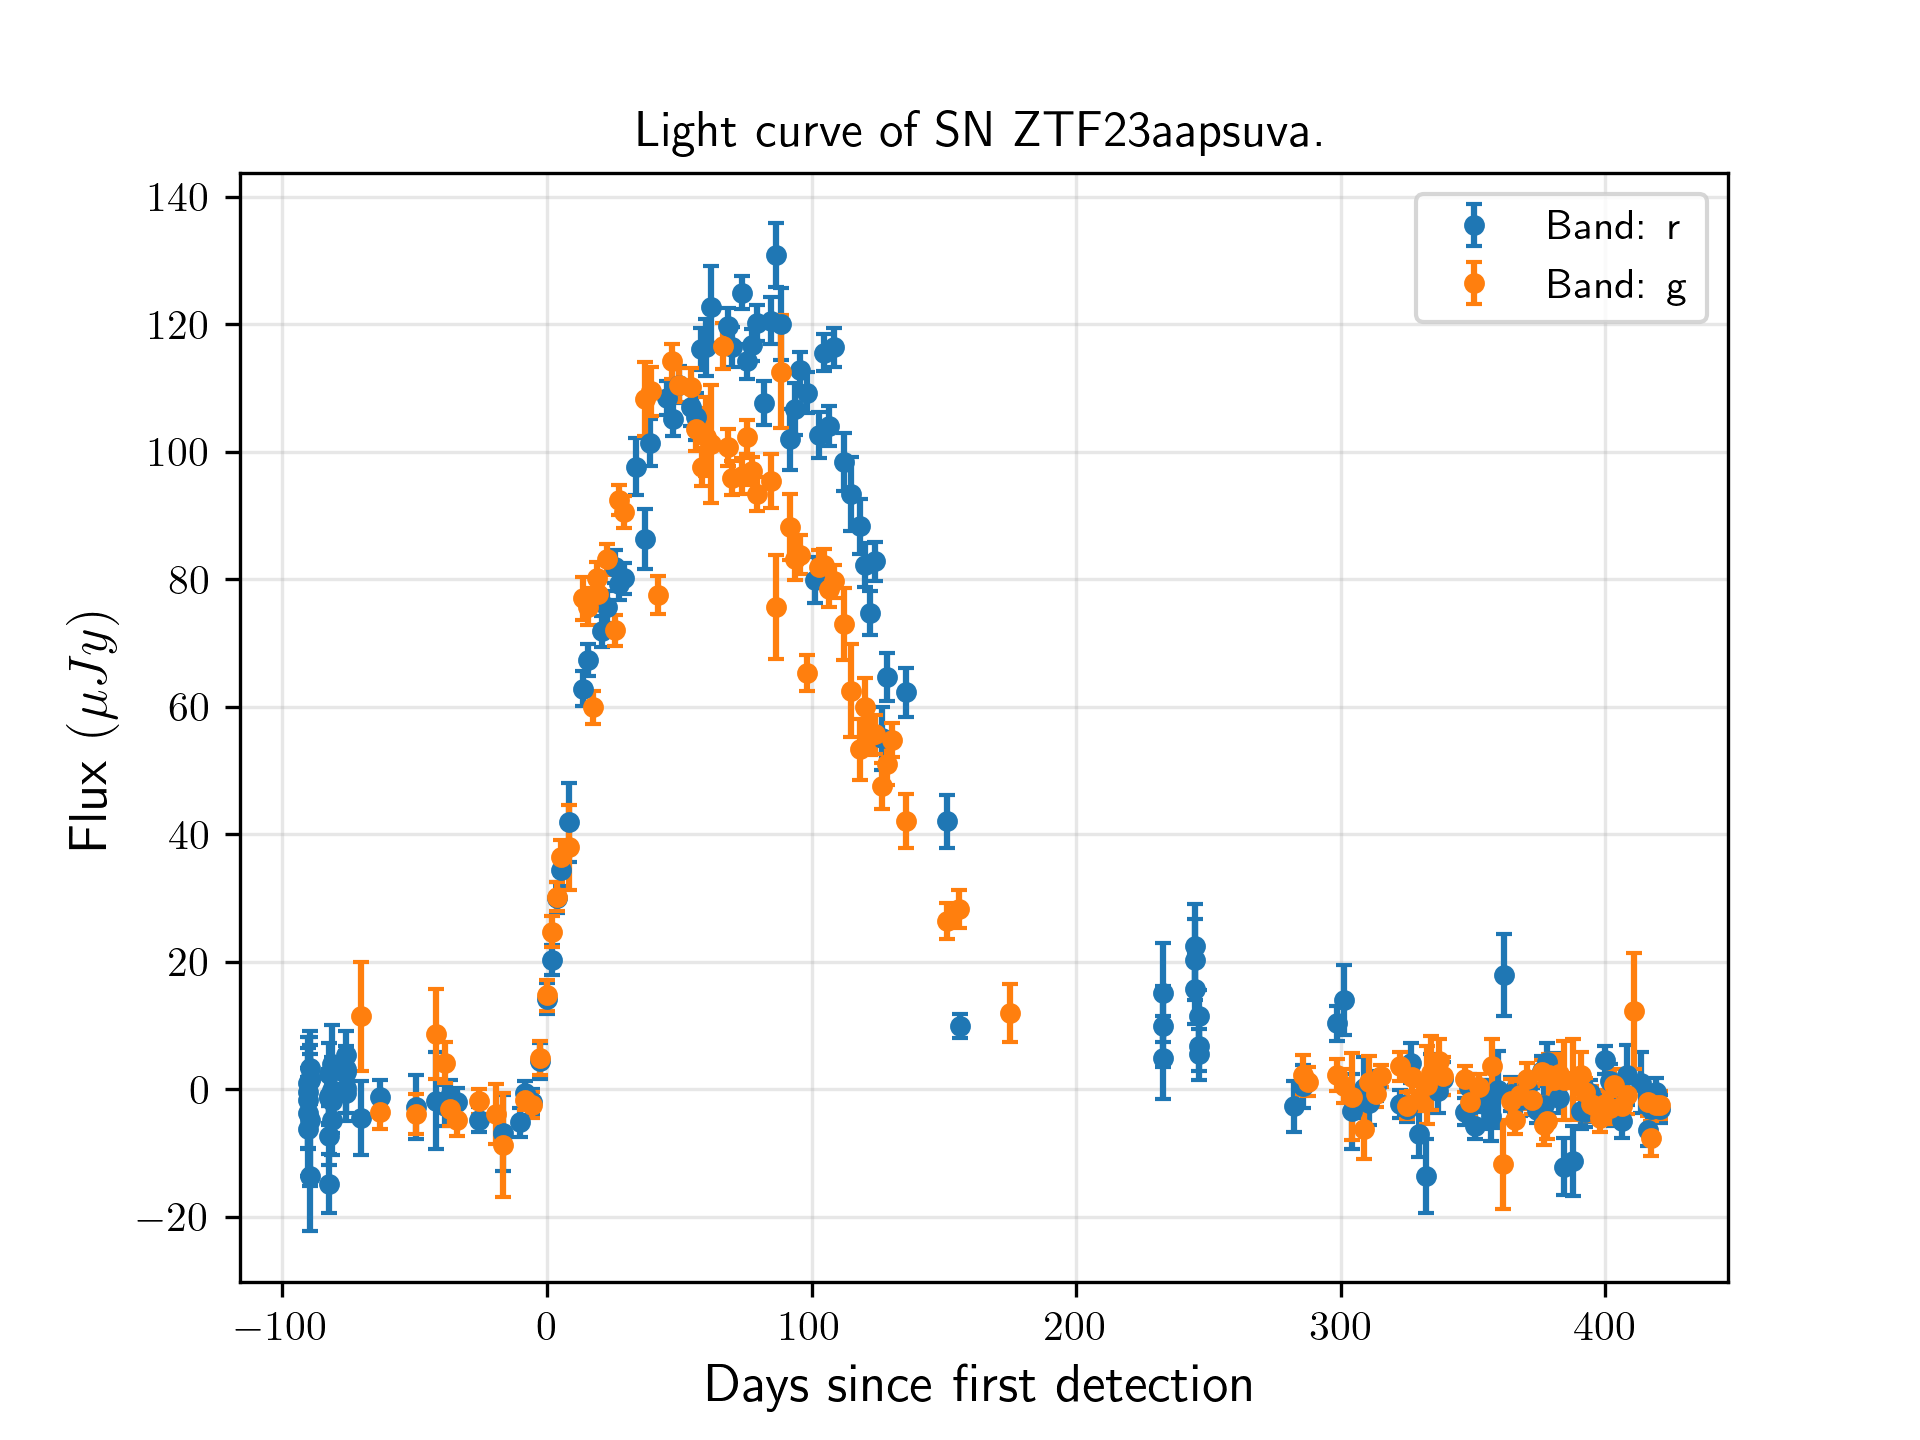 Light curve of SN ZTF23aapsuva.
140
120
100
80
60
40
20
0
−20
Flux (μJy)
Band: r
Band: g
−100 0 100 200 300 400
Days since first detection